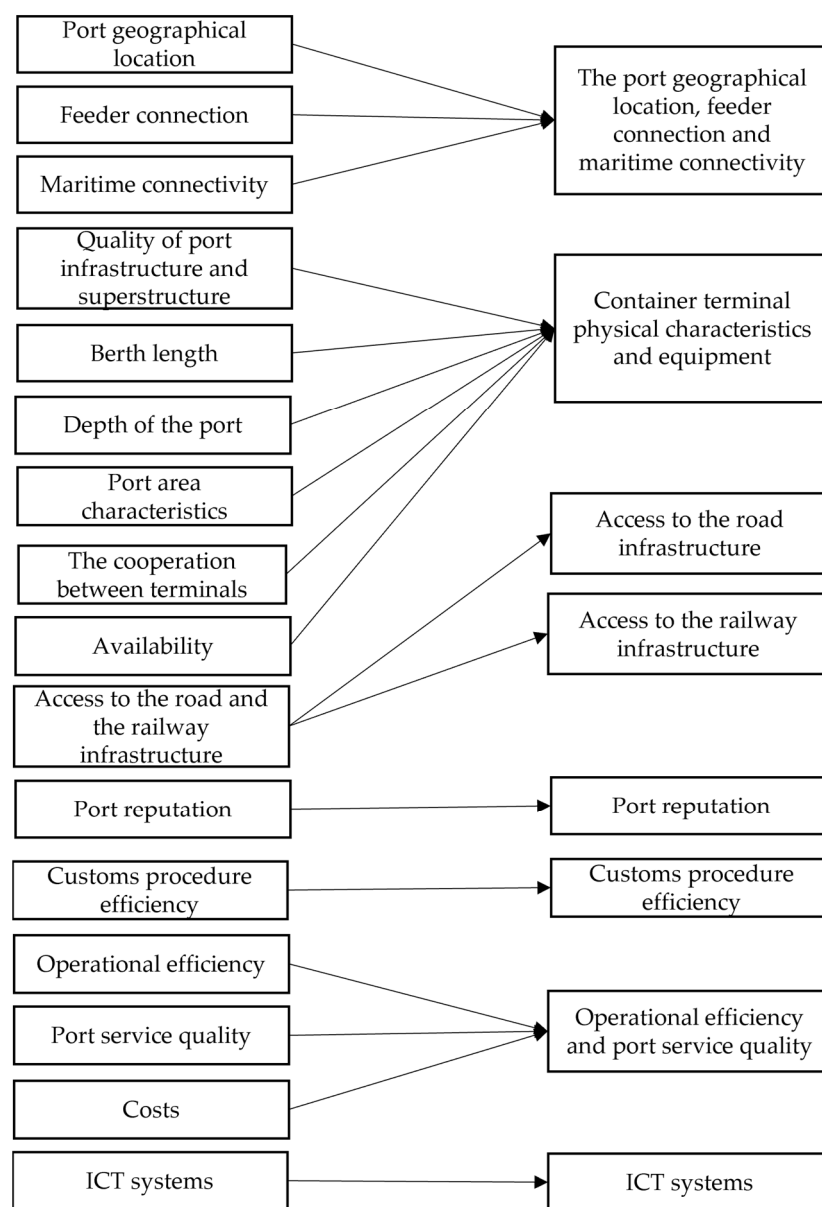 Port geographical
location
Feeder connection
Maritime connectivity
Quality of port
infrastructure and
superstructure
Berth length
Depth of the port
Port area
characteristics
The cooperation
between terminals
Availability
Access to the road and
the railway
infrastructure
Port reputation
Customs procedure
efficiency
Operational efficiency
Port service quality
Costs
ICT systems
The port geographical
location, feeder
connection and
maritime connectivity
Container terminal
physical characteristics
and equipment
Access to the road
infrastructure
Access to the railway
infrastructure
Port reputation
Customs procedure
efficiency
Operational efficiency
and port service quality
ICT systems